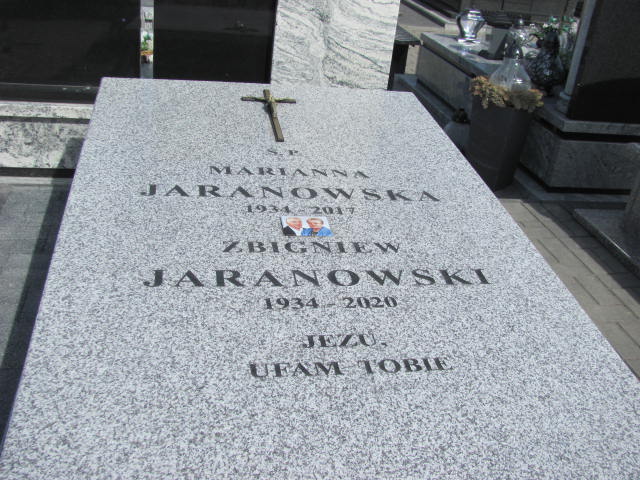 Ś.P.
MARIANNA
JARANOWSKA
1934 - 2017
ZBIGNIEW
JARANOWSKI
1934 - 2020
JEZU,
UFAM TOBIE